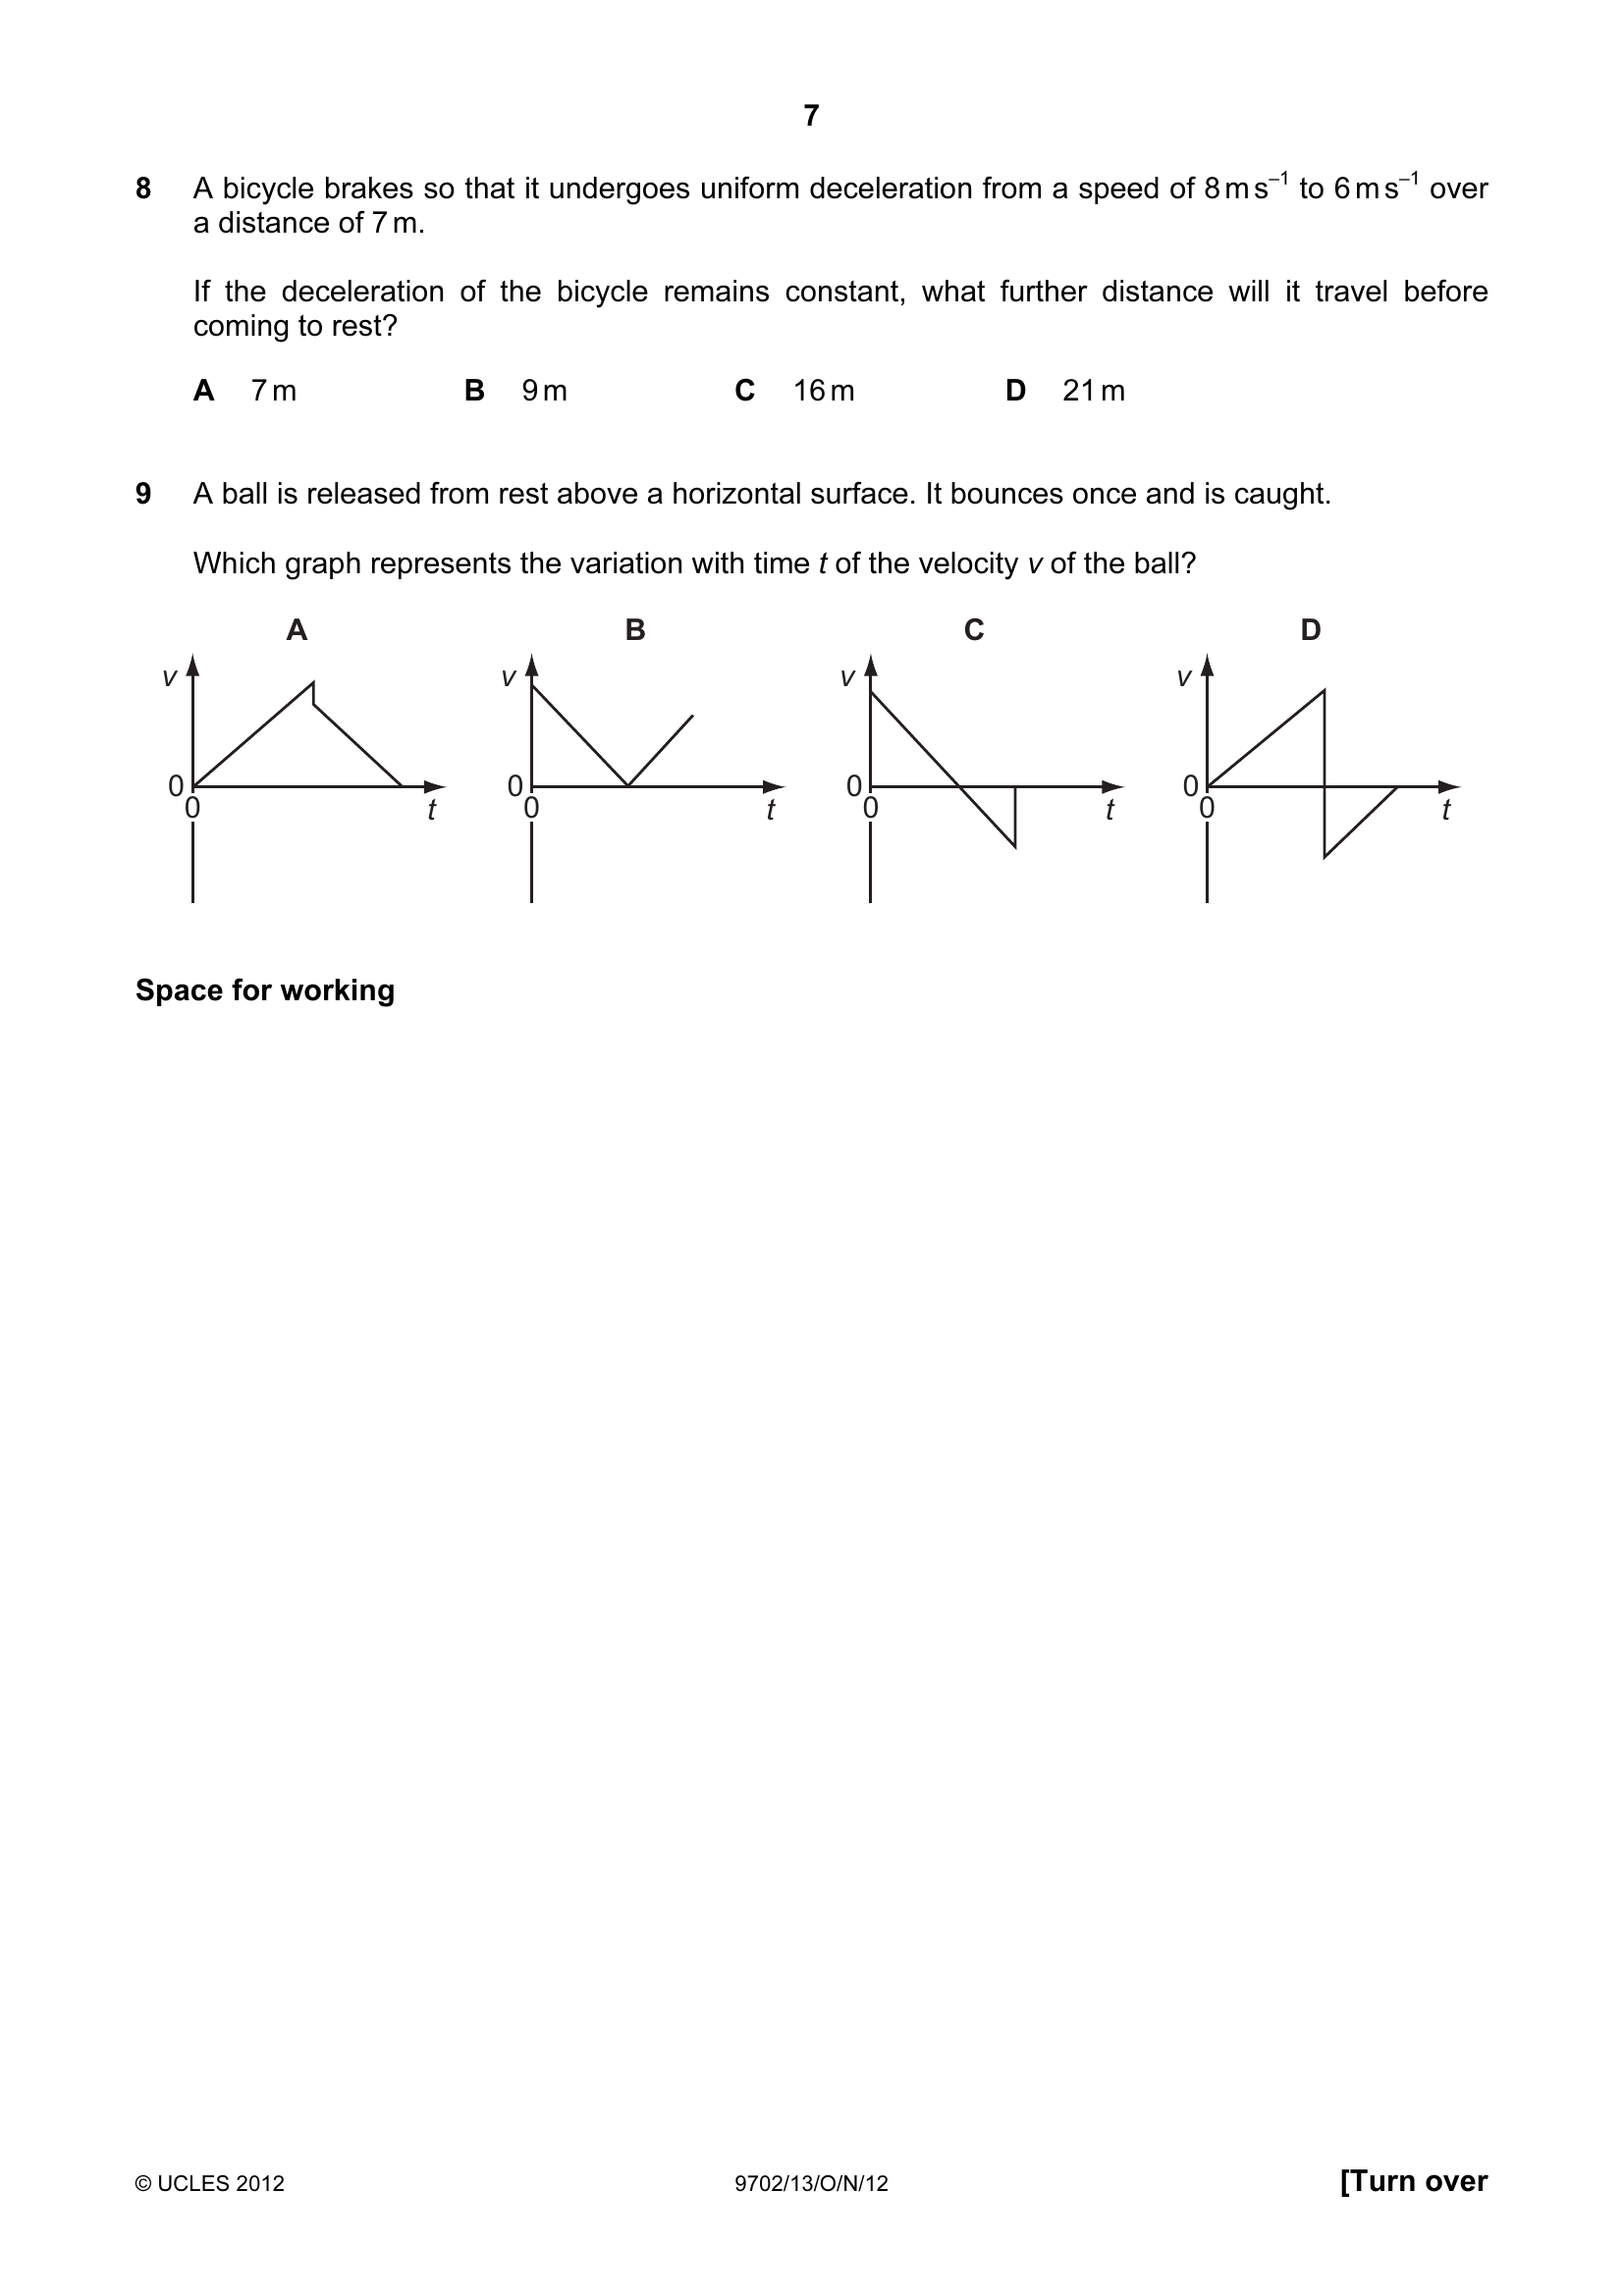 7
8 A bicycle brakes so that it undergoes uniform deceleration from a speed of 8 m s⁻¹ to 6 m s⁻¹ over
a distance of 7 m.
If the deceleration of the bicycle remains constant, what further distance will it travel before
coming to rest?
A 7 m B 9 m C 16 m D 21 m
9 A ball is released from rest above a horizontal surface. It bounces once and is caught.
Which graph represents the variation with time t of the velocity v of the ball?
A B C D
v v v v
0 0 0 0
0 t 0 t 0 t 0 t
Space for working
© UCLES 2012 9702/13/O/N/12 [Turn over